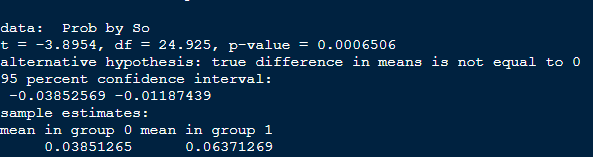 data: Prob by So
t = -3.8954, df = 24.925, p-value = 0.0006506
alternative hypothesis: true difference in means is not equal to 0
95 percent confidence interval:
-0.03852569 -0.01187439
sample estimates:
mean in group 0 mean in group 1
0.03851265 0.06371269